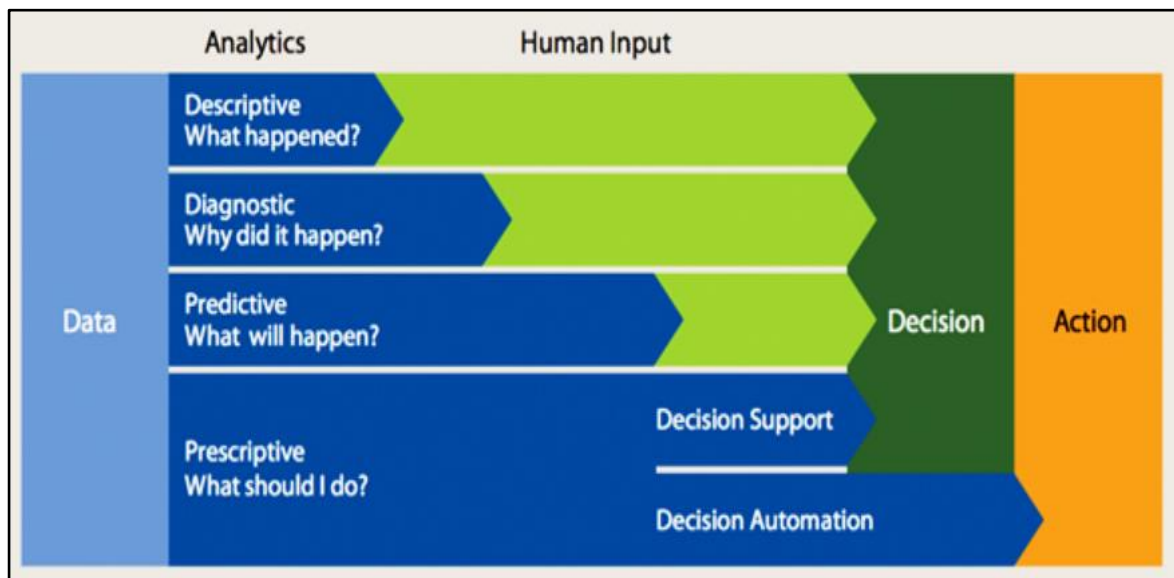 Analytics
Human Input
Descriptive
What happened?
Diagnostic
Why did it happen?
Predictive
What will happen?
Prescriptive
What should I do?
Data
Decision Support
Decision Automation
Decision
Action